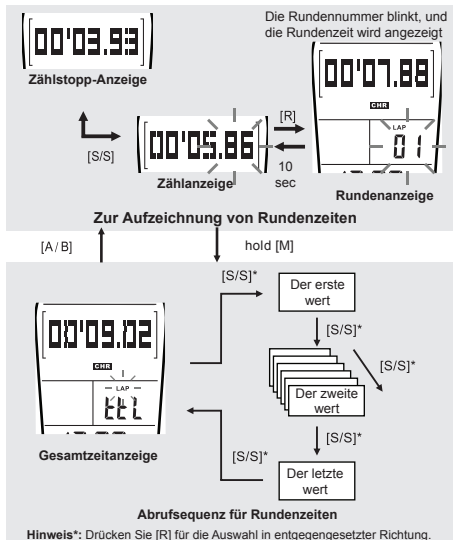 Die Rundennummer blinkt, und
die Rundenzeit wird angezeigt
00'03.93
Zählstopp-Anzeige
[S/S]
00'05.86
Zählanzeige
[R]
10
sec
00'07.88
CHR
LAP
01
Rundenanzeige
Zur Aufzeichnung von Rundenzeiten
[A/B]
hold [M]
00'09.02
CHR
LAP
ttl
Gesamtzeitanzeige
[S/S]*
Der erste
wert
[S/S]*
[S/S]*
Der zweite
wert
[S/S]*
[S/S]*
Der letzte
wert
Abrufsequenz für Rundenzeiten
Hinweis*: Drücken Sie [R] für die Auswahl in entgegengesetzter Richtung.